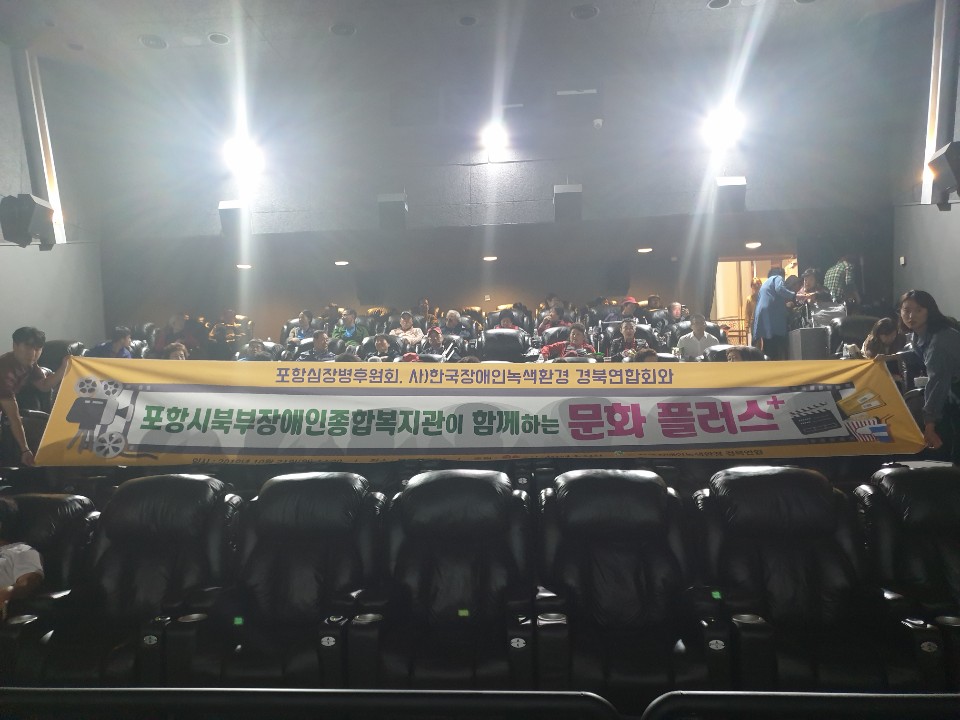 포항심장병후원회. 사)한국장애인녹색환경 경북연합회와
포항시북부장애인종합복지관이 함께하는 문화 플러스+